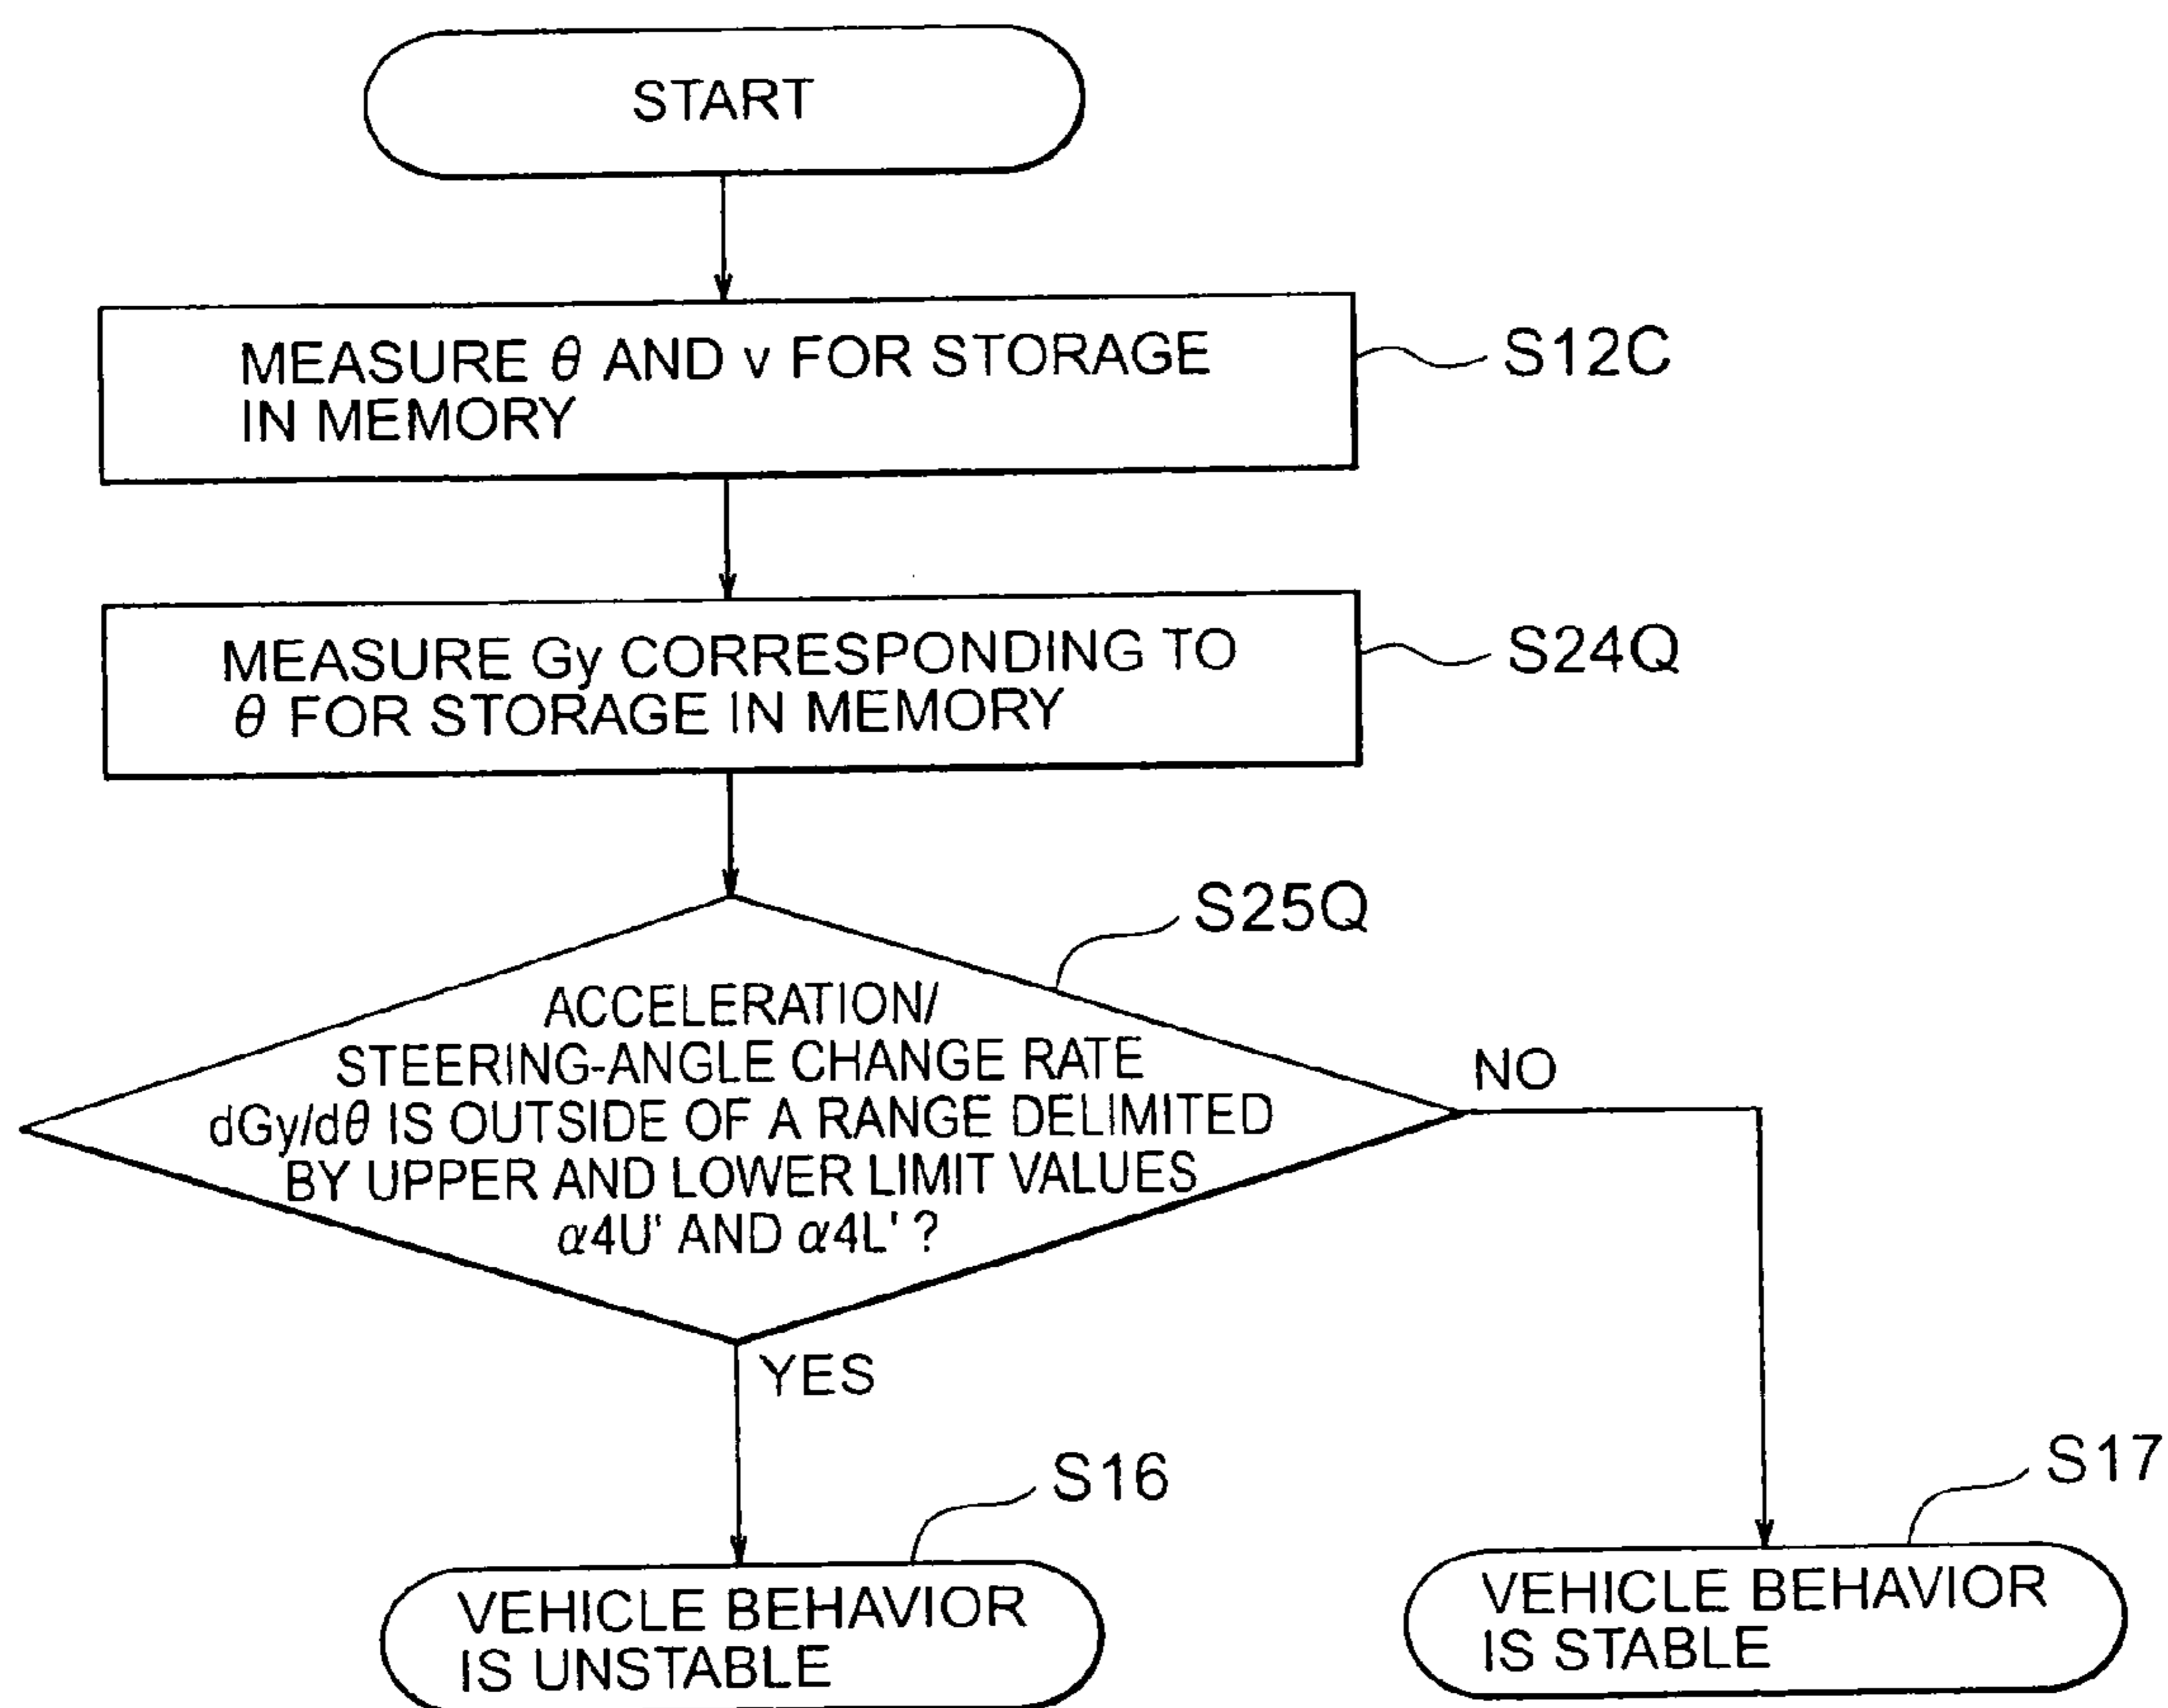 START
MEASURE θ AND v FOR STORAGE
IN MEMORY
S12C
MEASURE Gy CORRESPONDING TO
θ FOR STORAGE IN MEMORY
S24Q
S25Q
ACCELERATION/
STEERING-ANGLE CHANGE RATE
dGy/dθ IS OUTSIDE OF A RANGE DELIMITED
BY UPPER AND LOWER LIMIT VALUES
α4U' AND α4L' ?
NO
YES
S16
VEHICLE BEHAVIOR
IS UNSTABLE
S17
VEHICLE BEHAVIOR
IS STABLE